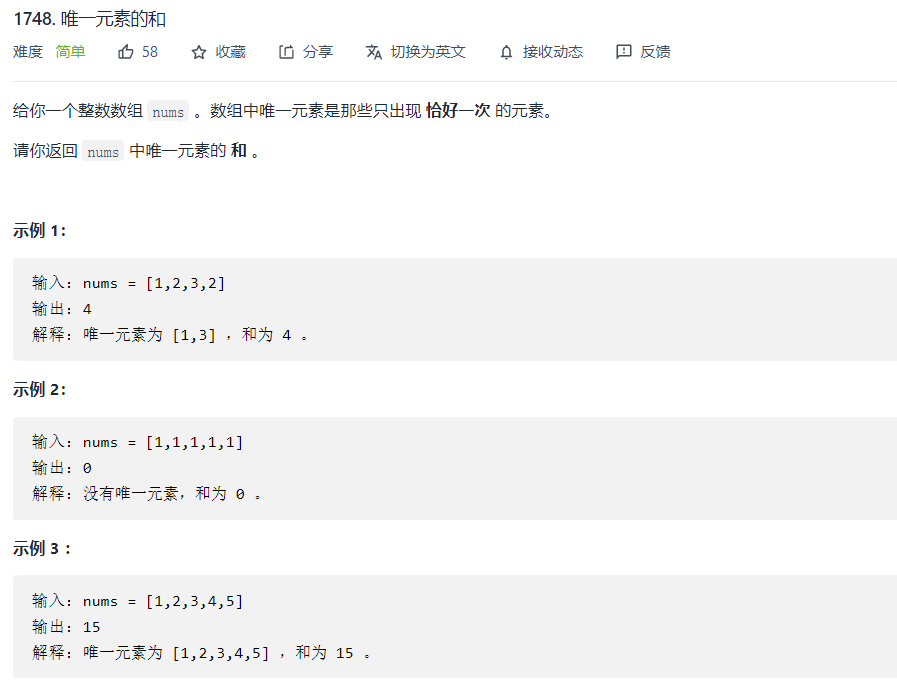 1748. 唯一元素的和
难度 简单 58 收藏 分享 切换为英文 接收动态 反馈
给你一个整数数组 nums 。数组中唯一元素是那些只出现 恰好一次 的元素。
请你返回 nums 中唯一元素的 和 。
示例 1：
输入：nums = [1,2,3,2]
输出：4
解释：唯一元素为 [1,3] ，和为 4 。
示例 2：
输入：nums = [1,1,1,1,1]
输出：0
解释：没有唯一元素，和为 0 。
示例 3 ：
输入：nums = [1,2,3,4,5]
输出：15
解释：唯一元素为 [1,2,3,4,5] ，和为 15 。